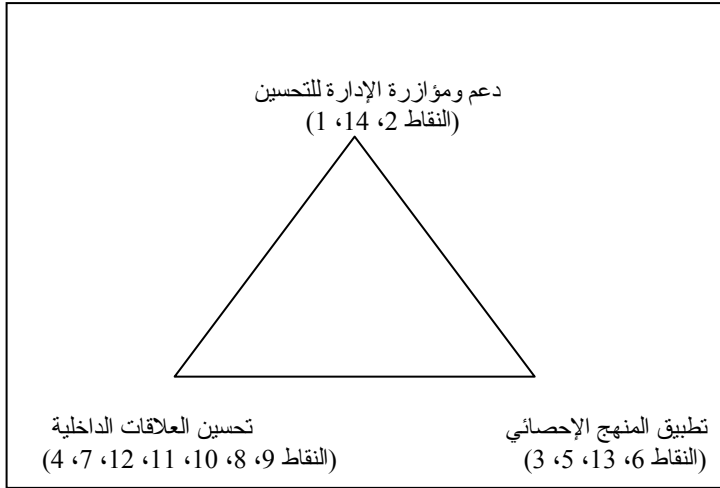 دعم ومؤازرة الإدارة للتحسين
(النقاط 2، 14، 1)
تطبيق المنهج الإحصائي
(النقاط 6، 13، 5، 3)
تحسين العلاقات الداخلية
(النقاط 9، 8، 10، 11، 12، 7، 4)